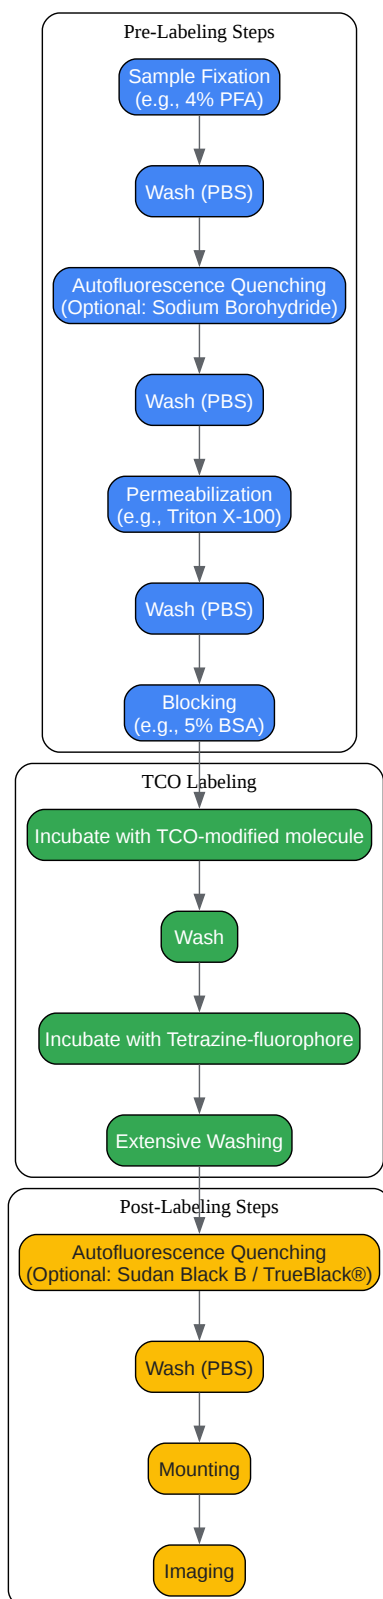 Pre-Labeling Steps
Sample Fixation
(e.g., 4% PFA)
Wash (PBS)
Autofluorescence Quenching
(Optional: Sodium Borohydride)
Wash (PBS)
Permeabilization
(e.g., Triton X-100)
Wash (PBS)
Blocking
(e.g., 5% BSA)
TCO Labeling
Incubate with TCO-modified molecule
Wash
Incubate with Tetrazine-fluorophore
Extensive Washing
Post-Labeling Steps
Autofluorescence Quenching
(Optional: Sudan Black B / TrueBlack®)
Wash (PBS)
Mounting
Imaging